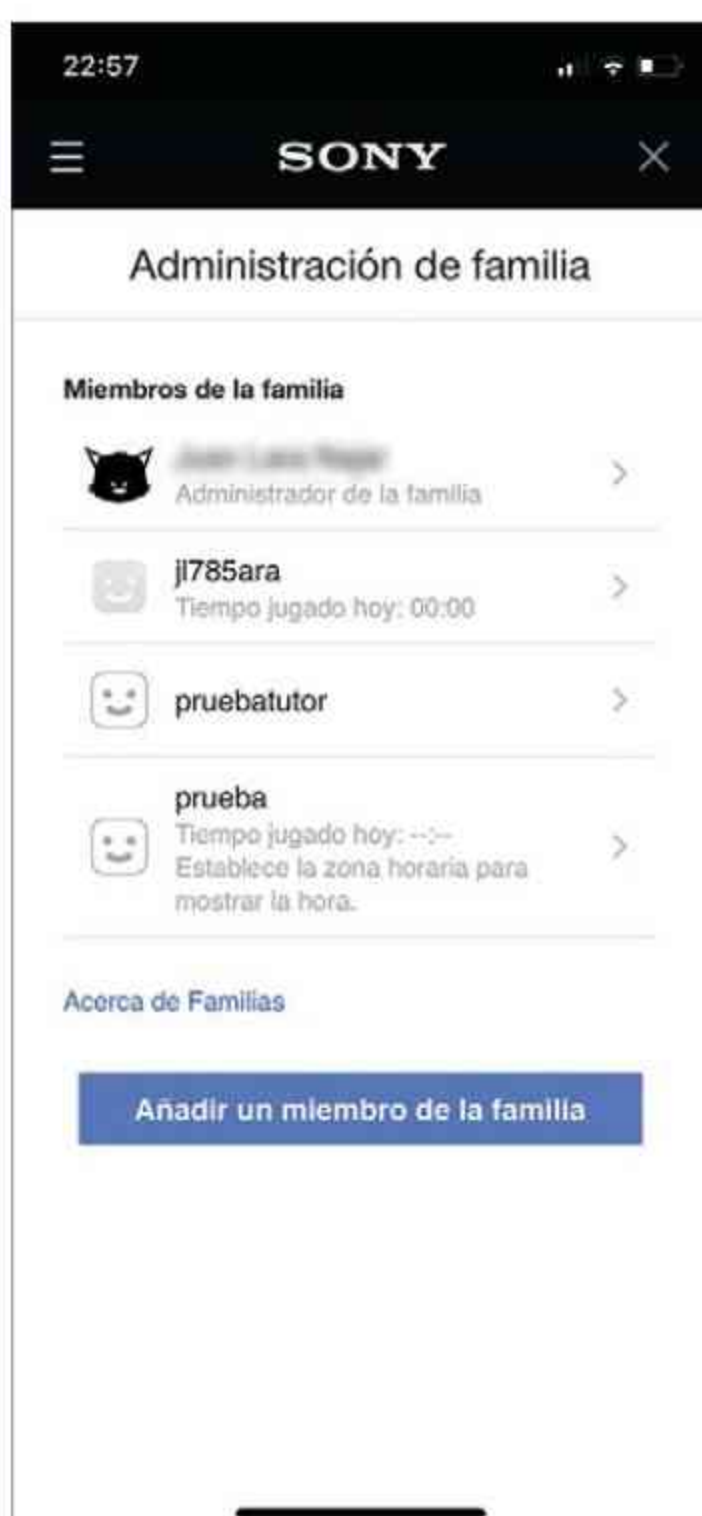 22:57
SONY
Administración de familia
Miembros de la familia
Administrador de la familia
jl785ara
Tiempo jugado hoy: 00:00
pruebatutor
prueba
Tiempo jugado hoy: --:--
Establece la zona horaria para
mostrar la hora.
Acerca de Familias
Añadir un miembro de la familia